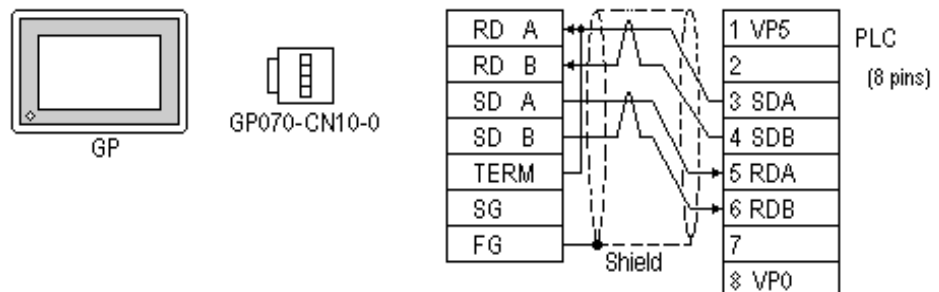 GP
GP070-CN10-0
RD A
RD B
SD A
SD B
TERM
SG
FG
Shield
1 VP5
2
3 SDA
4 SDB
5 RDA
6 RDB
7
8 VP0
PLC
(8 pins)